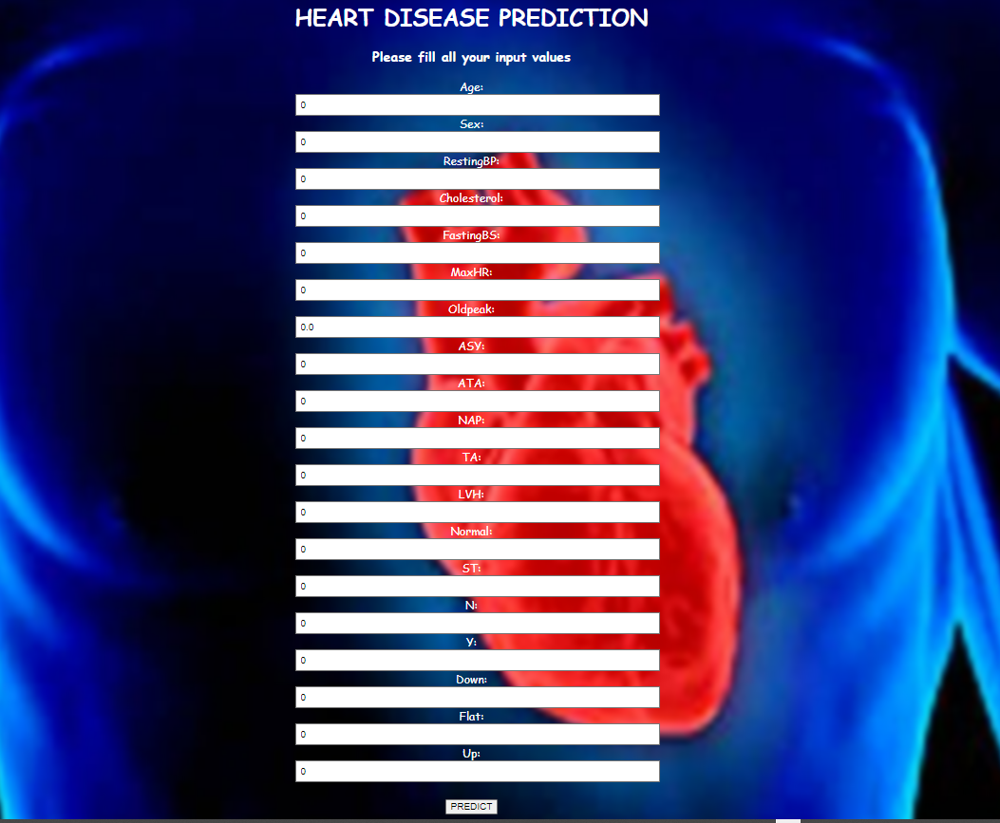 HEART DISEASE PREDICTION
Please fill all your input values
Age:
0
Sex:
0
RestingBP:
0
Cholesterol:
0
FastingBS:
0
MaxHR:
0
Oldpeak:
0.0
ASY:
0
ATA:
0
NAP:
0
TA:
0
LVH:
0
Normal:
0
ST:
0
N:
0
Y:
0
Down:
0
Flat:
0
Up:
0
PREDICT